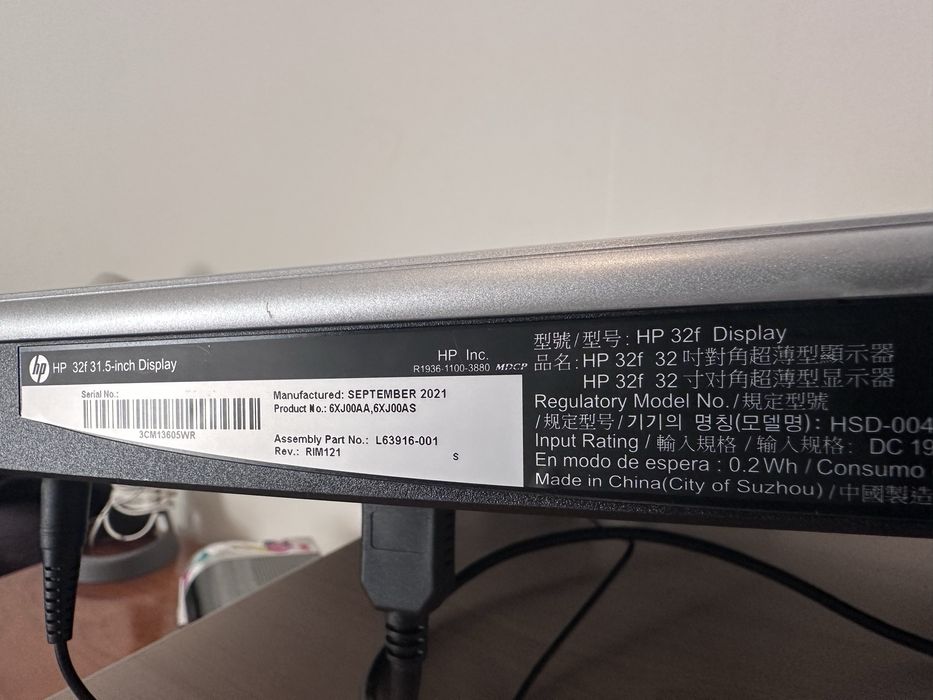 hp HP 32f 31.5-inch Display
HP Inc.
R1936-1100-3880 MDCP
Serial No.:
3CM13605WR
Manufactured: SEPTEMBER 2021
Product No.: 6XJ00AA,6XJ00AS
Assembly Part No.: L63916-001
Rev.: RIM121
S
型號/型号: HP 32f Display
品名: HP 32f 32 吋對角超薄型顯示器
HP 32f 32 寸对角超薄型显示器
Regulatory Model No./規定型號
/规定型号/기기의 명칭(모델명): HSD-004
Input Rating / 輸入規格 / 输入规格: DC 19
En modo de espera : 0.2 Wh / Consumo
Made in China(City of Suzhou) /中國製造